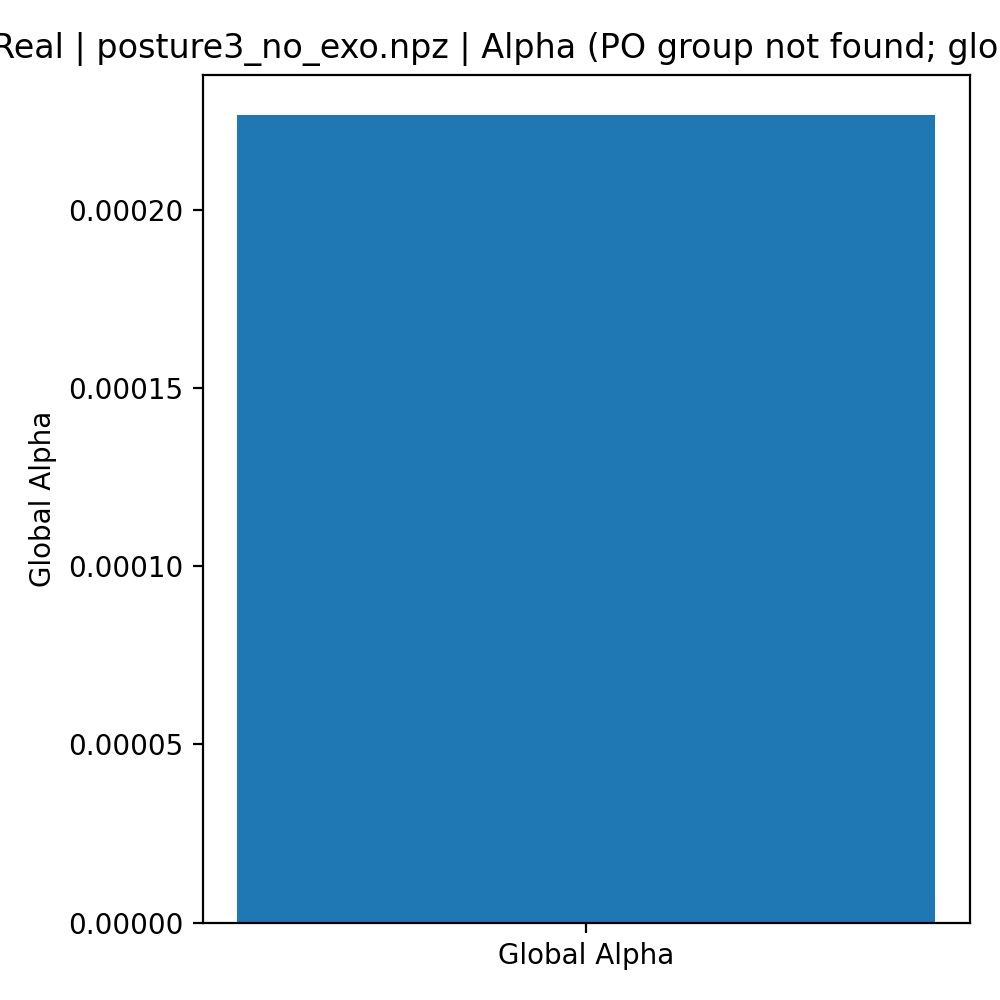 Real | posture3_no_exo.npz | Alpha (PO group not found; glo
0.00020
0.00015
0.00010
0.00005
0.00000
Global Alpha
Global Alpha